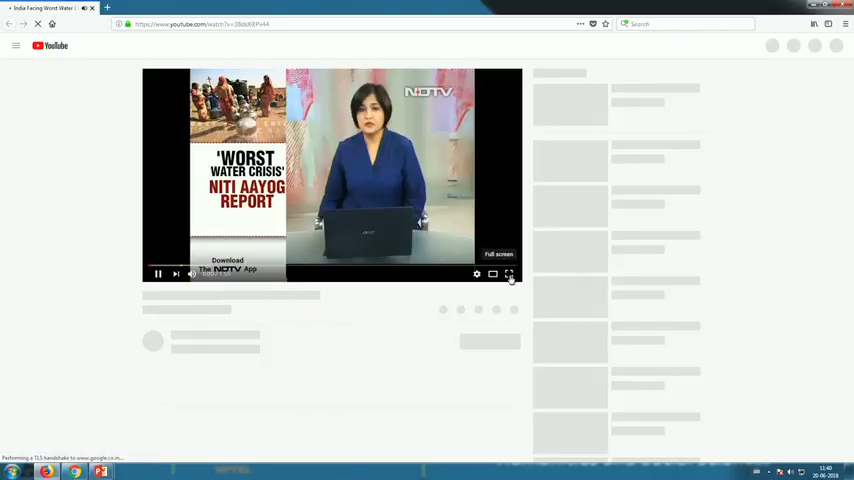 India Facing Worst Water
https://www.youtube.com/watch?v=
Search
YouTube
NDTV
'WORST
WATER CRISIS'
NITI AAYOG
REPORT
Download
The NDTV App
acer
Full screen
Performing a TLS handshake to www.google.co.in...
11:40
20-06-2018